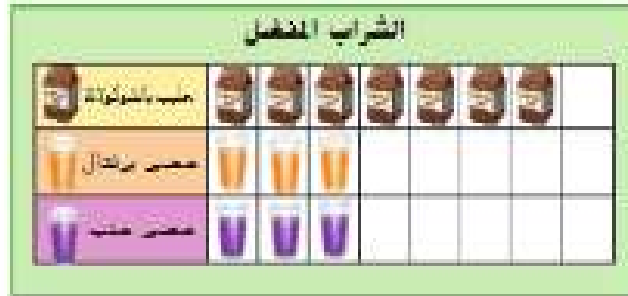 الشراب المفضل
حليب بالشوكولاتة
عصير برتقال
عصير عنب